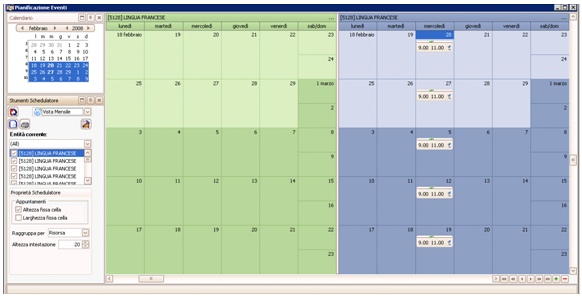 Pianificazione Eventi
Calendario
febbraio 2008
l m m g v s d
28 29 30 31 1 2 3
4 5 6 7 8 9 10
11 12 13 14 15 16 17
18 19 20 21 22 23 24
25 26 27 28 29 1 2
3 4 5 6 7 8 9
Strumenti Schedulatore
Vista Mensile
Entità corrente:
(All)
[5128] LINGUA FRANCESE
[5128] LINGUA FRANCESE
[5128] LINGUA FRANCESE
[5128] LINGUA FRANCESE
Proprietà Schedulatore
Appuntamenti
Altezza fissa cella
Larghezza fissa cella
Raggruppa per Risorsa
Altezza intestazione 20
[5128] LINGUA FRANCESE ...
lunedì martedì mercoledì giovedì venerdì sab/dom
18 febbraio 19 20 21 22 23
24
25 26 27 28 29 1 marzo
2
3 4 5 6 7 8
9
10 11 12 13 14 15
16
17 18 19 20 21 22
23
[5128] LINGUA FRANCESE ...
lunedì martedì mercoledì giovedì venerdì sab/dom
18 febbraio 19 20 21 22 23
9.00 11.00
24
25 26 27 28 29 1 marzo
9.00 11.00
2
3 4 5 6 7 8
9.00 11.00
9
10 11 12 13 14 15
9.00 11.00
16
17 18 19 20 21 22
9.00 11.00
23